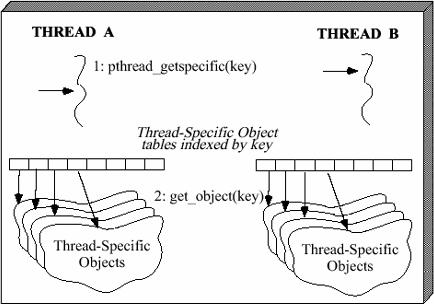 THREAD A
THREAD B
1: pthread_getspecific(key)
Thread-Specific Object
tables indexed by key
2: get_object(key)
Thread-Specific
Objects
Thread-Specific
Objects